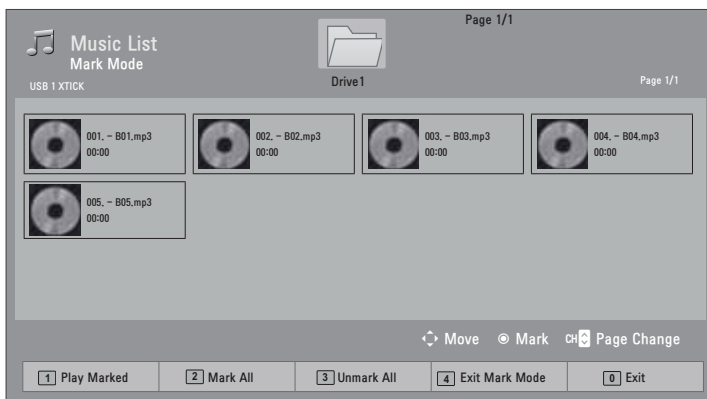 Page 1/1
Music List
Mark Mode
Drive1
USB 1 XTICK
Page 1/1
001. - B01.mp3
00:00
002. - B02.mp3
00:00
003. - B03.mp3
00:00
004. - B04.mp3
00:00
005. - B05.mp3
00:00
Move Mark CH Page Change
1 Play Marked 2 Mark All 3 Unmark All 4 Exit Mark Mode 0 Exit